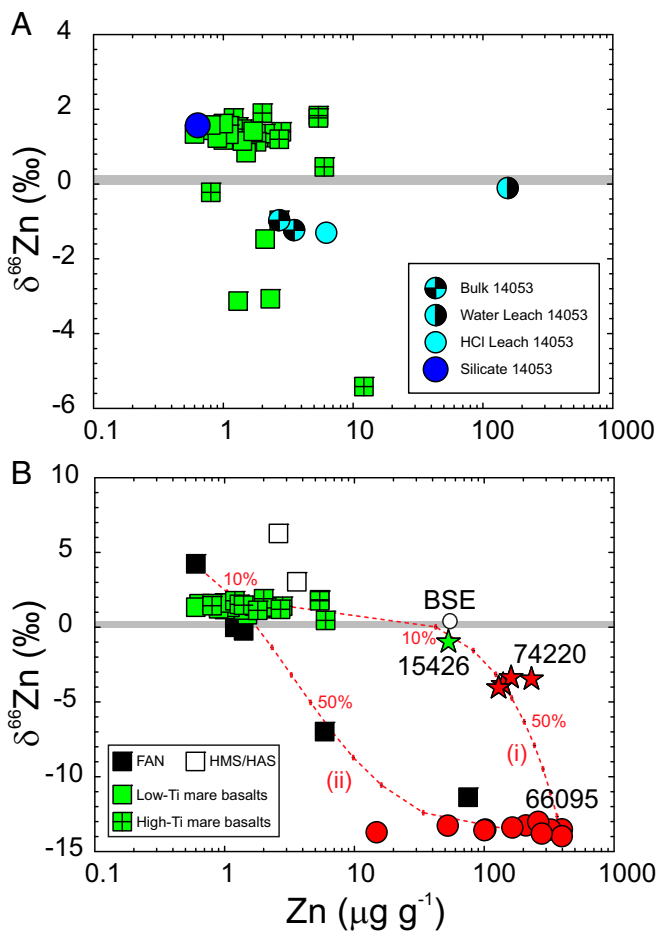 A
4
2
0
-2
-4
-6
δ⁶⁶Zn (‰)
Bulk 14053
Water Leach 14053
HCl Leach 14053
Silicate 14053
0.1 1 10 100 1000
B
10
5
0
-5
-10
-15
δ⁶⁶Zn (‰)
10%
BSE
10%
15426
74220
50%
50%
(i)
(ii)
66095
FAN HMS/HAS
Low-Ti mare basalts
High-Ti mare basalts
0.1 1 10 100 1000
Zn (μg g⁻¹)